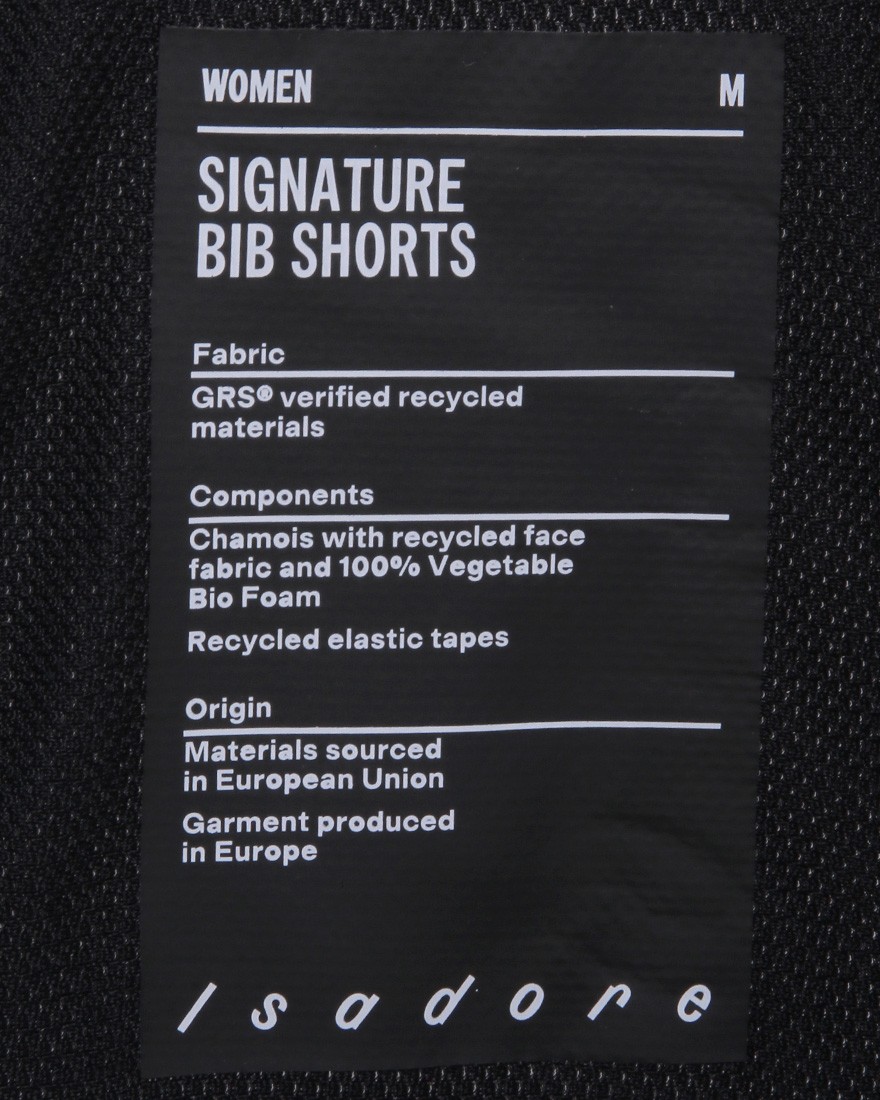 WOMEN M
SIGNATURE
BIB SHORTS
Fabric
GRS® verified recycled
materials
Components
Chamois with recycled face
fabric and 100% Vegetable
Bio Foam
Recycled elastic tapes
Origin
Materials sourced
in European Union
Garment produced
in Europe
Isadore